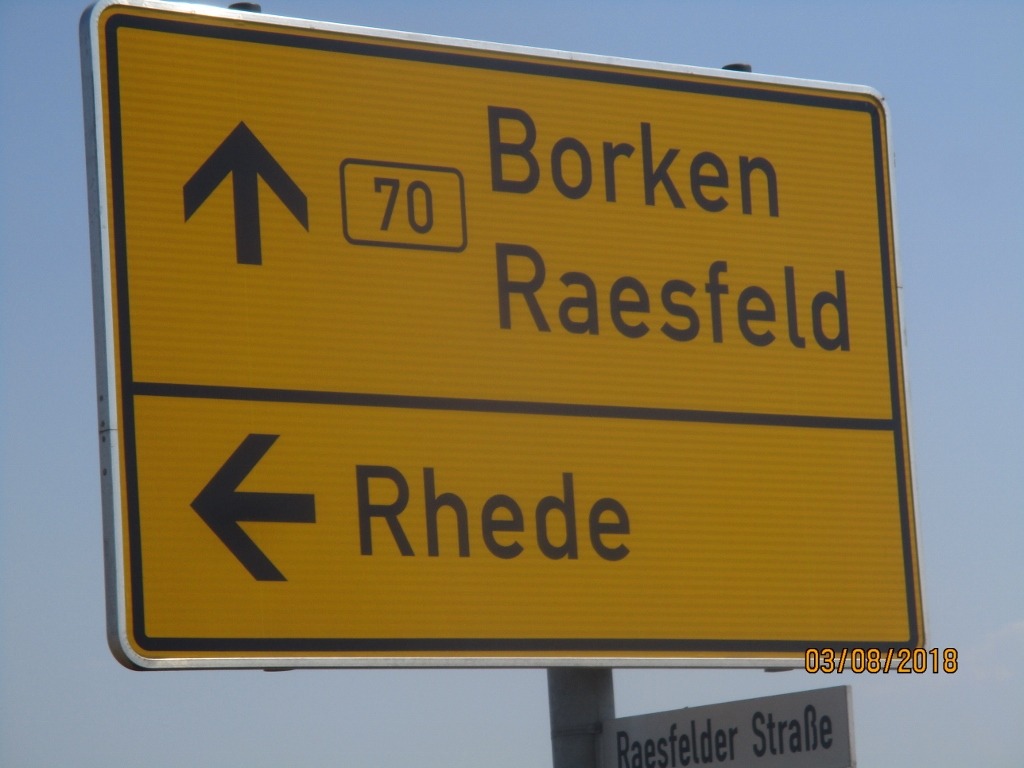 70
Borken
Raesfeld
Rhede
03/08/2018
Raesfelder Straße